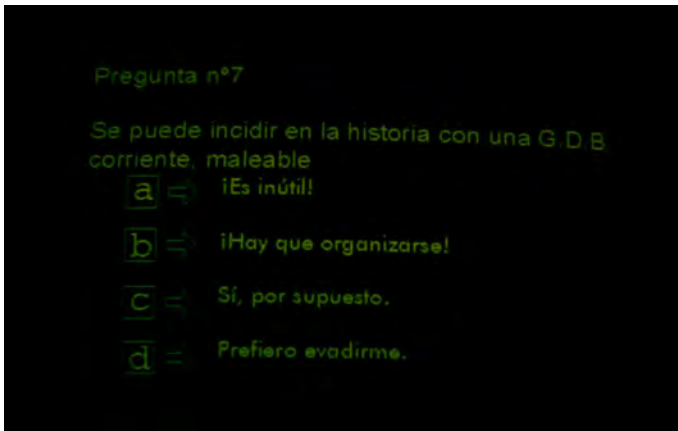 Pregunta nº7
Se puede incidir en la historia con una G.D.B.
corriente, maleable
a ⇨ ¡Es inútil!
b ⇨ ¡Hay que organizarse!
c ⇨ Sí, por supuesto.
d ⇨ Prefiero evadirme.